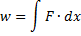 w = ∫ F · dx